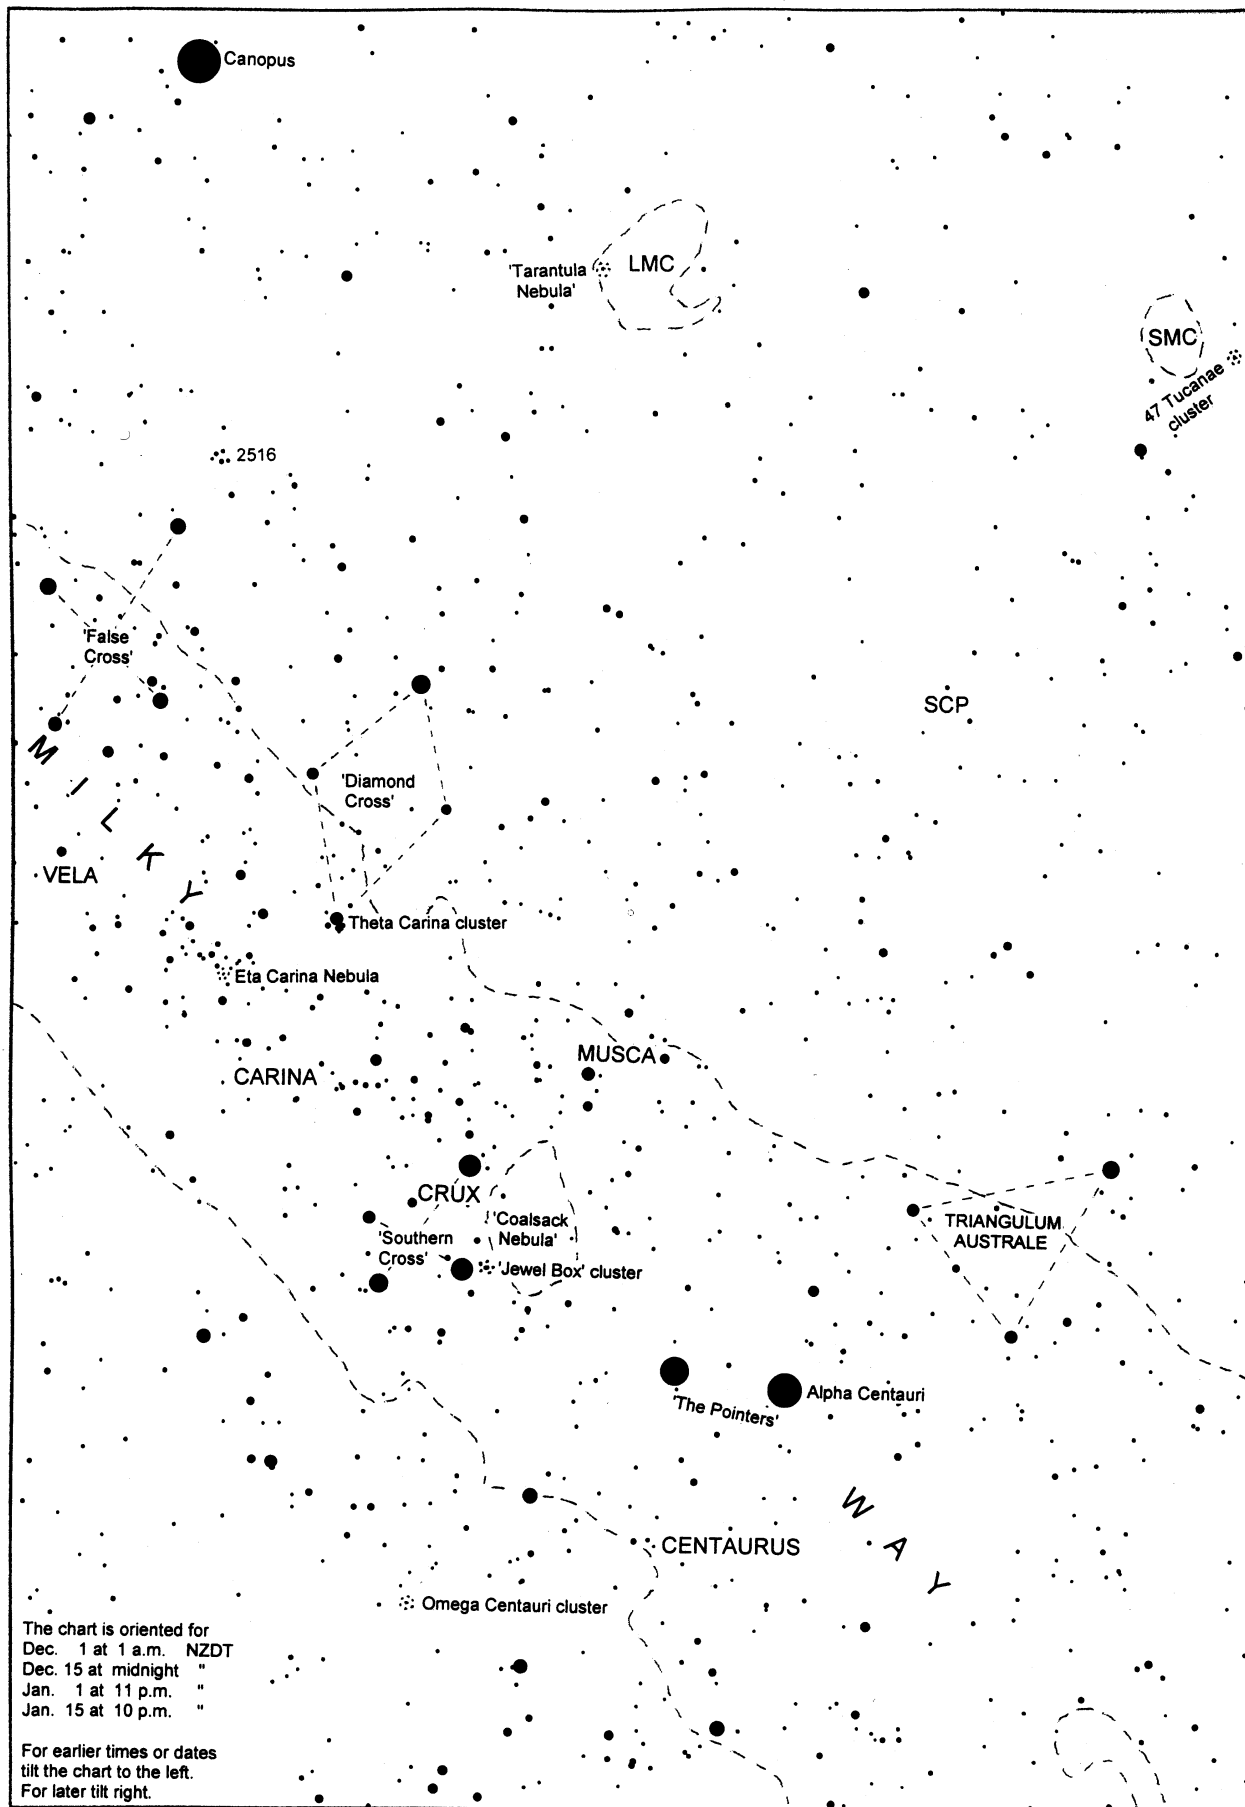 Canopus
'Tarantula
Nebula'
LMC
SMC
47 Tucanae
cluster
2516
'False
Cross'
SCP
MILKY
'Diamond
Cross'
VELA
Theta Carina cluster
Eta Carina Nebula
MUSCA
CARINA
CRUX
'Coalsack
Nebula'
'Southern
Cross'
'Jewel Box' cluster
TRIANGULUM
AUSTRALE
Alpha Centauri
'The Pointers'
WAY
CENTAURUS
Omega Centauri cluster
The chart is oriented for
Dec. 1 at 1 a.m. NZDT
Dec. 15 at midnight "
Jan. 1 at 11 p.m. "
Jan. 15 at 10 p.m. "
For earlier times or dates
tilt the chart to the left.
For later tilt right.